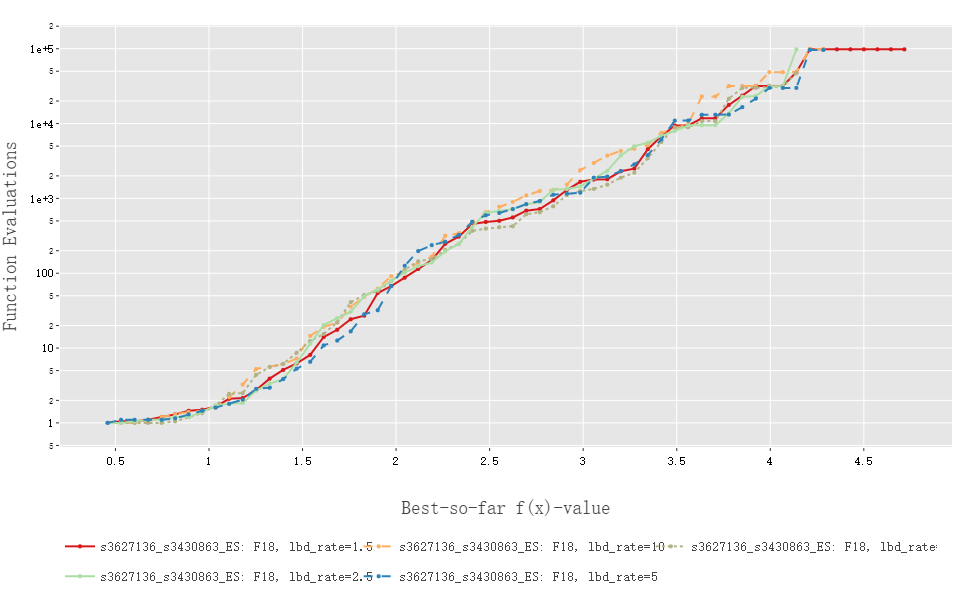 2
1e+5
5
2
1e+4
5
2
1e+3
5
2
100
5
2
10
5
2
1
5
Function Evaluations
0.5 1 1.5 2 2.5 3 3.5 4 4.5
Best-so-far f(x)-value
s3627136_s3430863_ES: F18, lbd_rate=1.5 s3627136_s3430863_ES: F18, lbd_rate=10 s3627136_s3430863_ES: F18, lbd_rate=
s3627136_s3430863_ES: F18, lbd_rate=2.5 s3627136_s3430863_ES: F18, lbd_rate=5